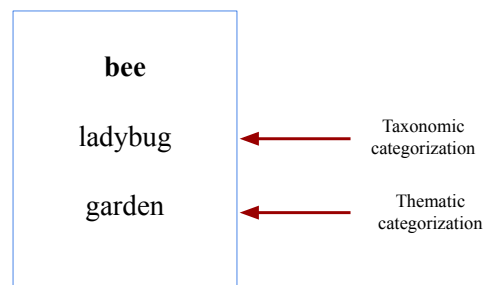 bee
ladybug
garden
Taxonomic
categorization
Thematic
categorization